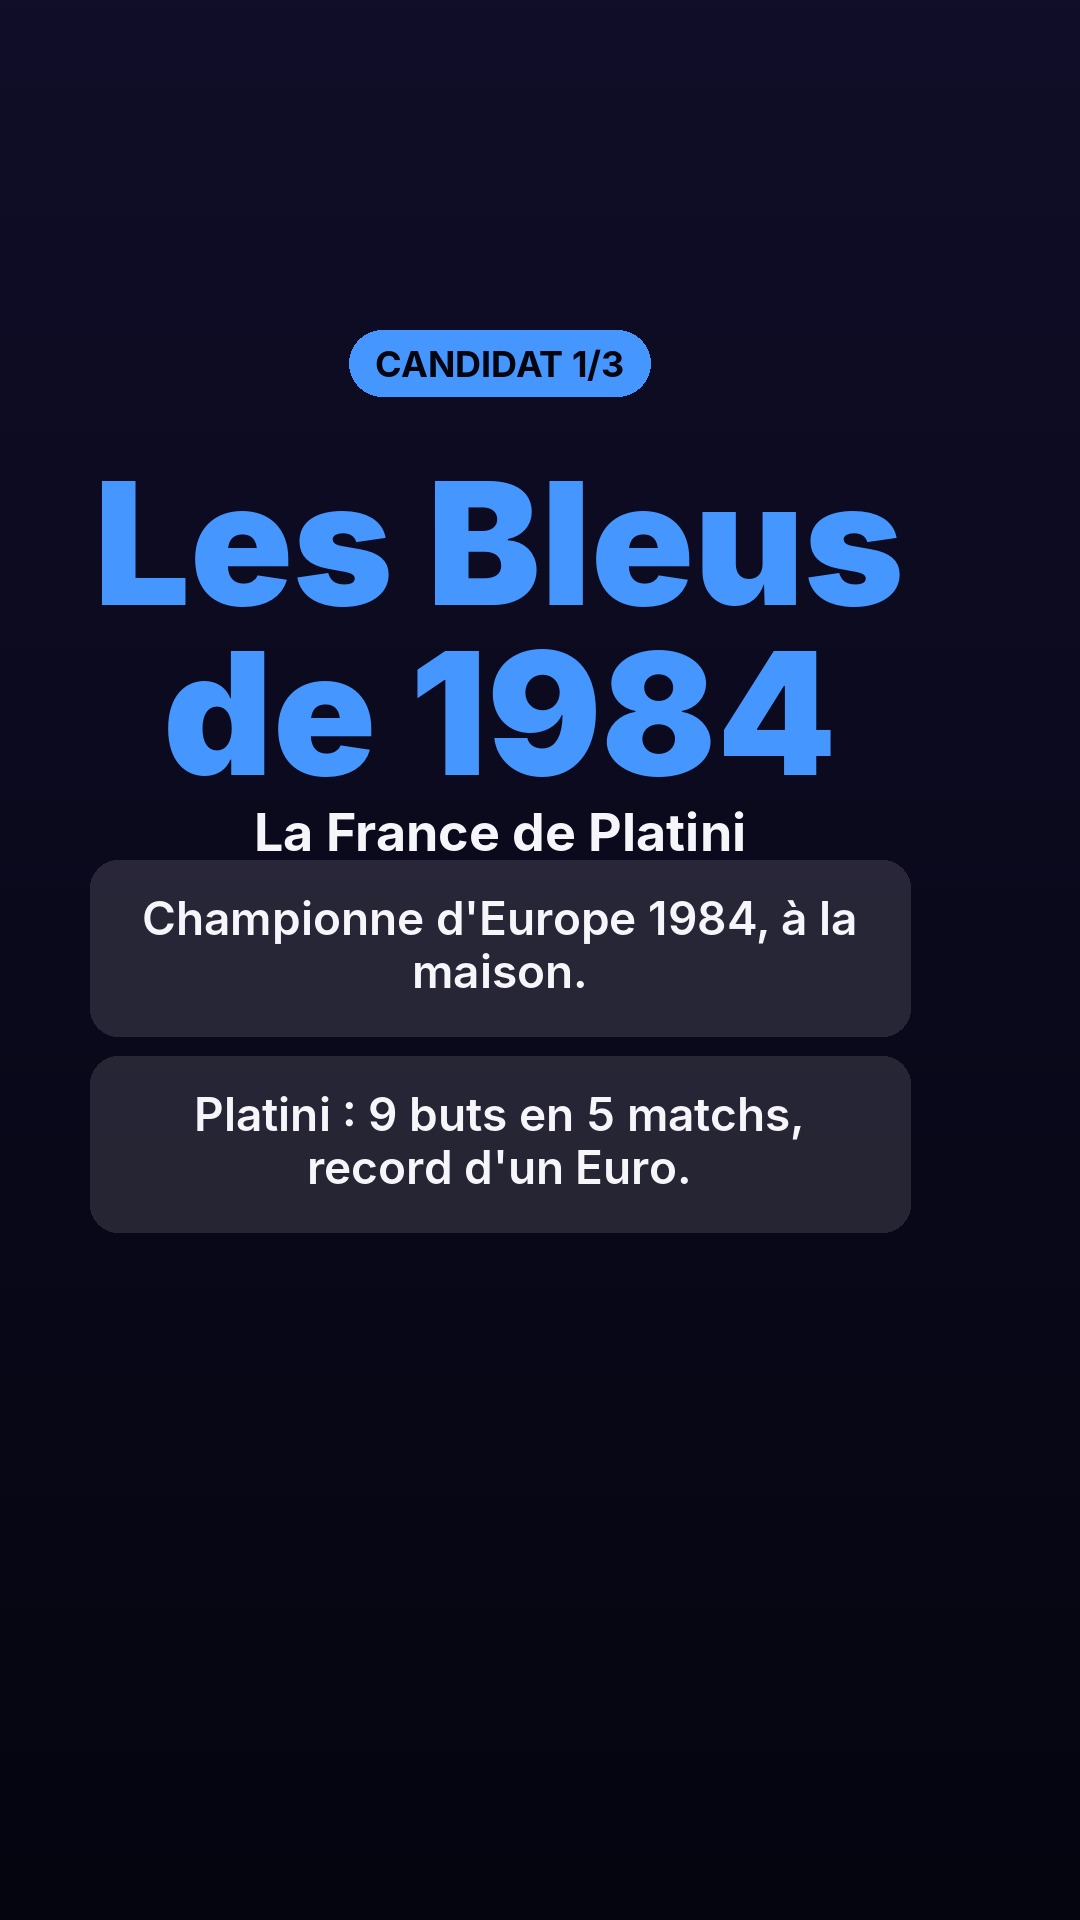 CANDIDAT 1/3
Les Bleus
de 1984
La France de Platini
Championne d'Europe 1984, à la
maison.
Platini : 9 buts en 5 matchs,
record d'un Euro.